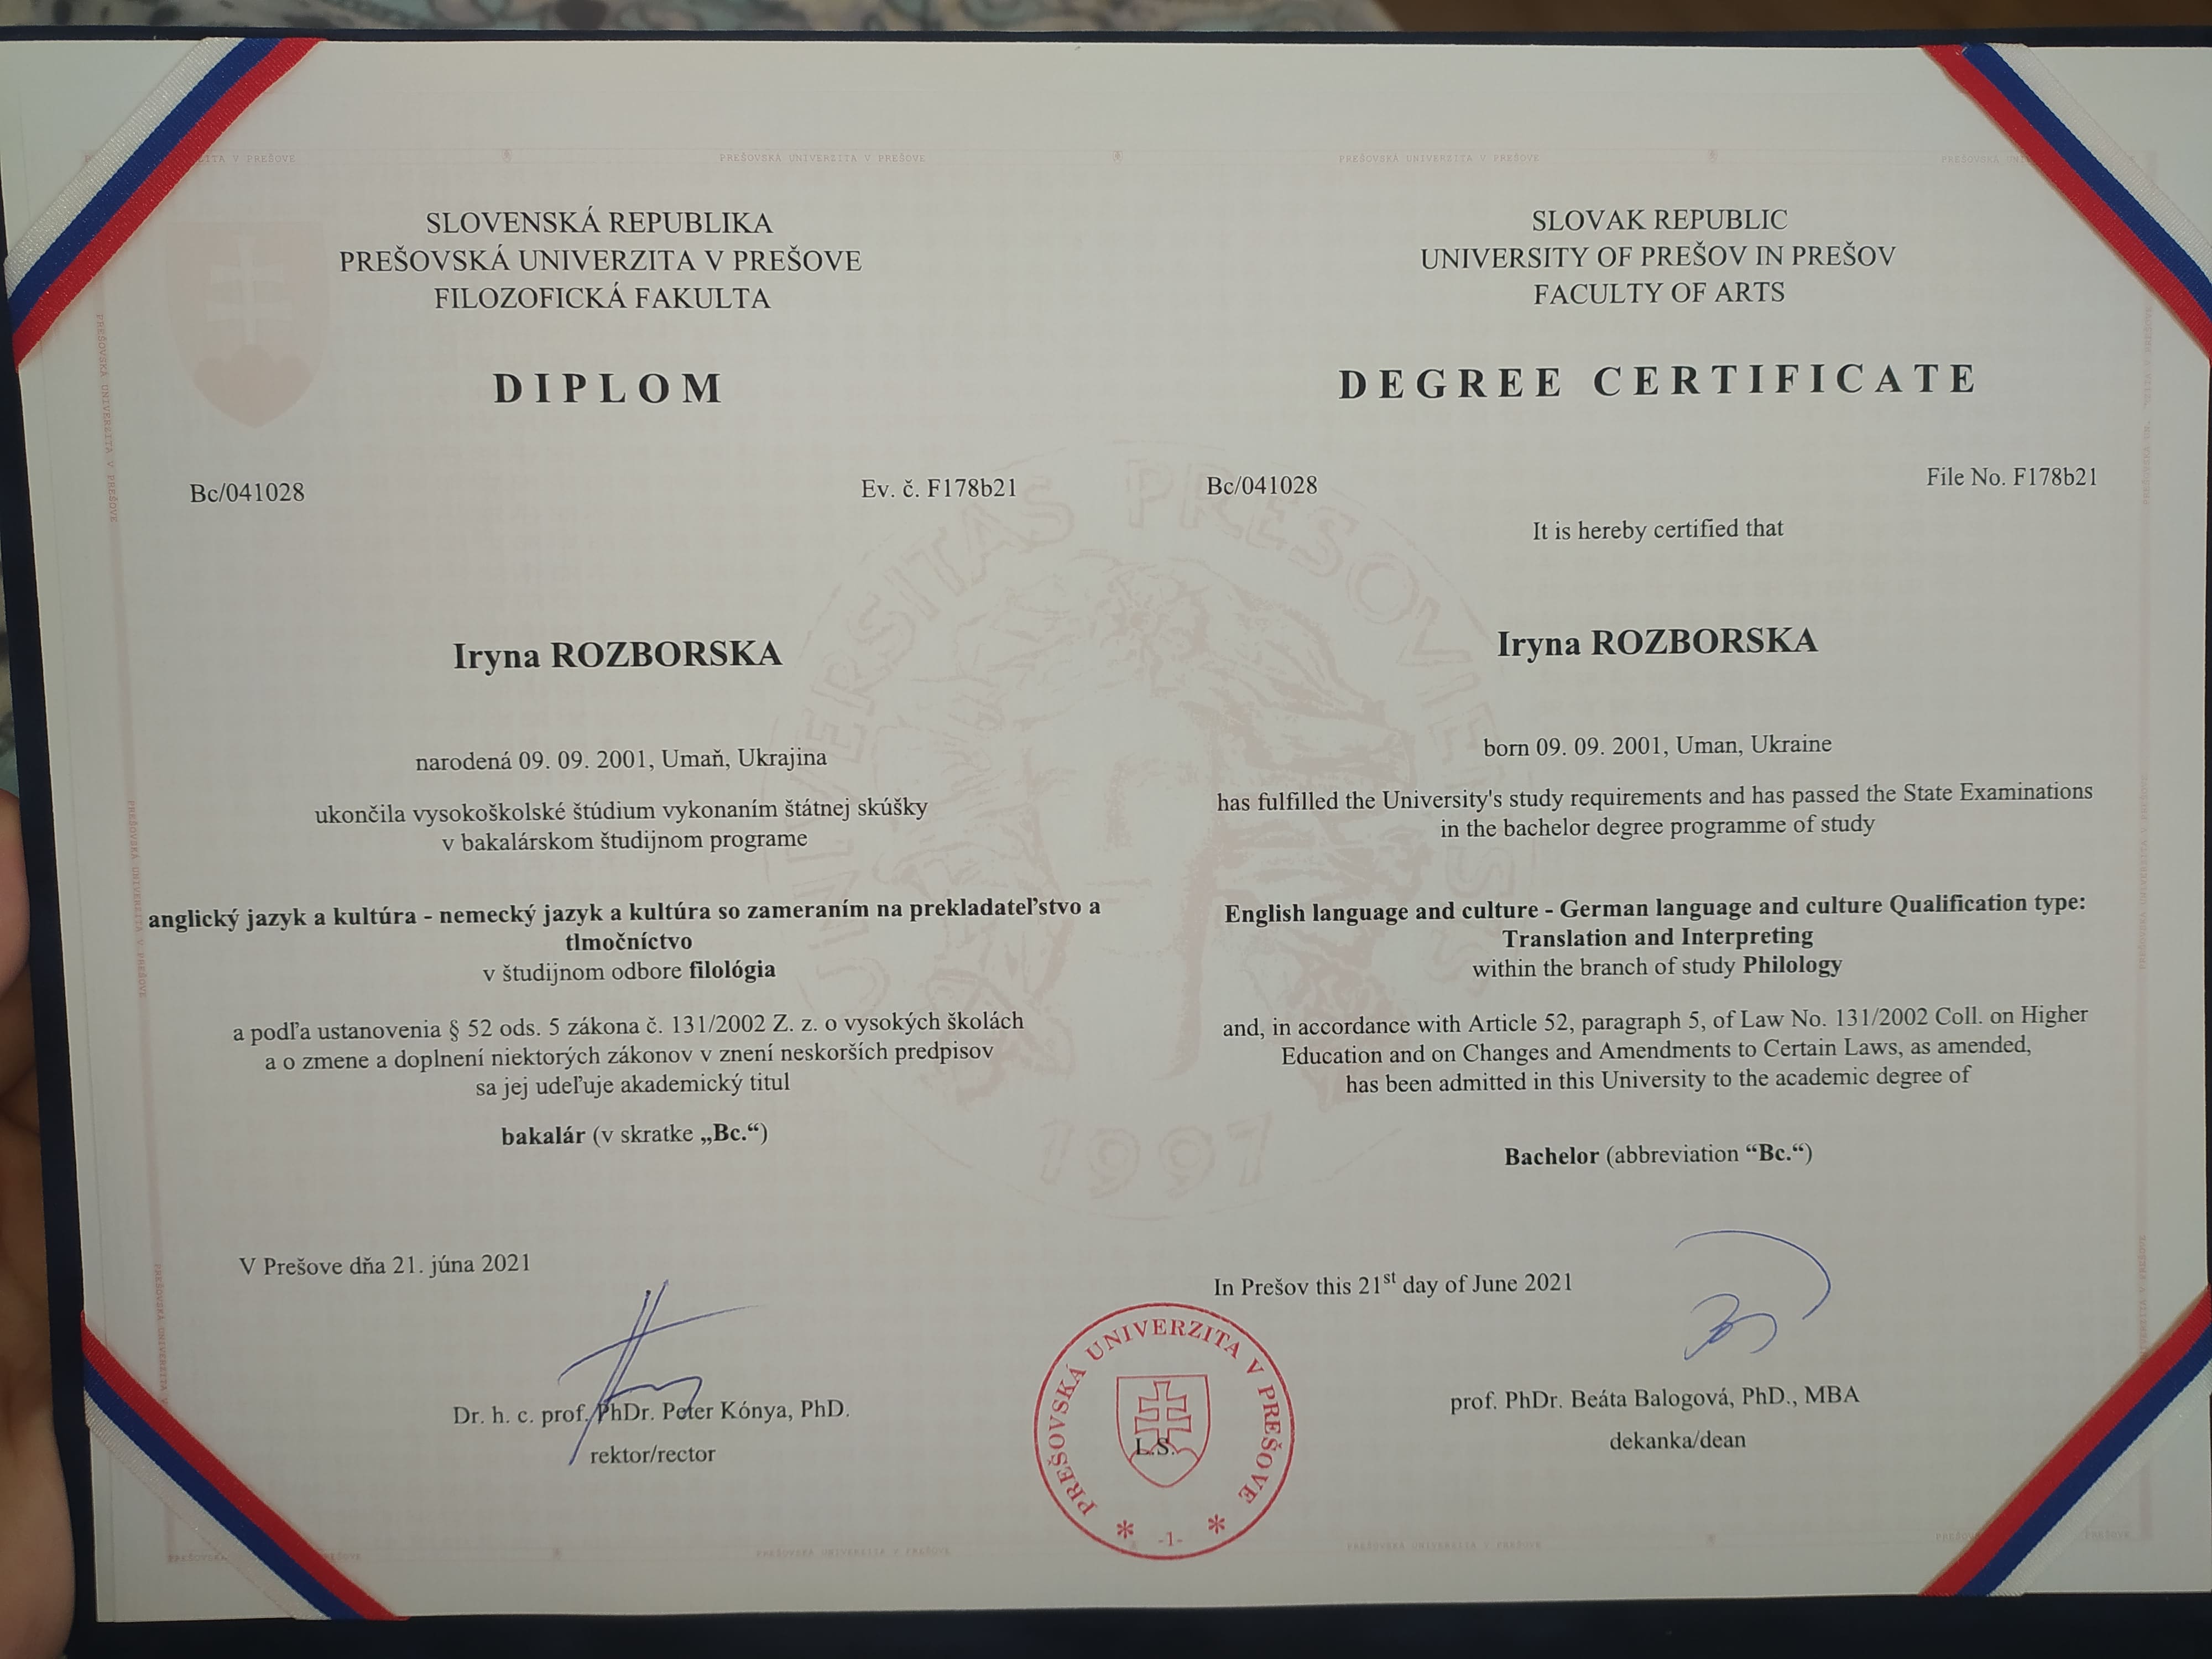 SLOVENSKÁ REPUBLIKA
PREŠOVSKÁ UNIVERZITA V PREŠOVE
FILOZOFICKÁ FAKULTA
DIPLOM
Bc/041028
Ev. č. F178b21
Iryna ROZBORSKA
narodená 09. 09. 2001, Umaň, Ukrajina
ukončila vysokoškolské štúdium vykonaním štátnej skúšky
v bakalárskom študijnom programe
anglický jazyk a kultúra - nemecký jazyk a kultúra so zameraním na prekladateľstvo a
tlmočníctvo
v študijnom odbore filológia
a podľa ustanovenia § 52 ods. 5 zákona č. 131/2002 Z. z. o vysokých školách
a o zmene a doplnení niektorých zákonov v znení neskorších predpisov
sa jej udeľuje akademický titul
bakalár (v skratke „Bc.“)
V Prešove dňa 21. júna 2021
Dr. h. c. prof. PhDr. Peter Kónya, PhD.
rektor/rector
SLOVAK REPUBLIC
UNIVERSITY OF PREŠOV IN PREŠOV
FACULTY OF ARTS
DEGREE CERTIFICATE
Bc/041028
File No. F178b21
It is hereby certified that
Iryna ROZBORSKA
born 09. 09. 2001, Uman, Ukraine
has fulfilled the University's study requirements and has passed the State Examinations
in the bachelor degree programme of study
English language and culture - German language and culture Qualification type:
Translation and Interpreting
within the branch of study Philology
and, in accordance with Article 52, paragraph 5, of Law No. 131/2002 Coll. on Higher
Education and on Changes and Amendments to Certain Laws, as amended,
has been admitted in this University to the academic degree of
Bachelor (abbreviation “Bc.“)
In Prešov this 21st day of June 2021
prof. PhDr. Beáta Balogová, PhD., MBA
dekanka/dean
PREŠOVSKÁ UNIVERZITA V PREŠOVE
L.S.
* -1- *
UNIVERSITAS PRESOVIENSIS
1997
PREŠOVSKÁ UNIVERZITA V PREŠOVE
PREŠOVSKÁ UNIVERZITA V PREŠOVE